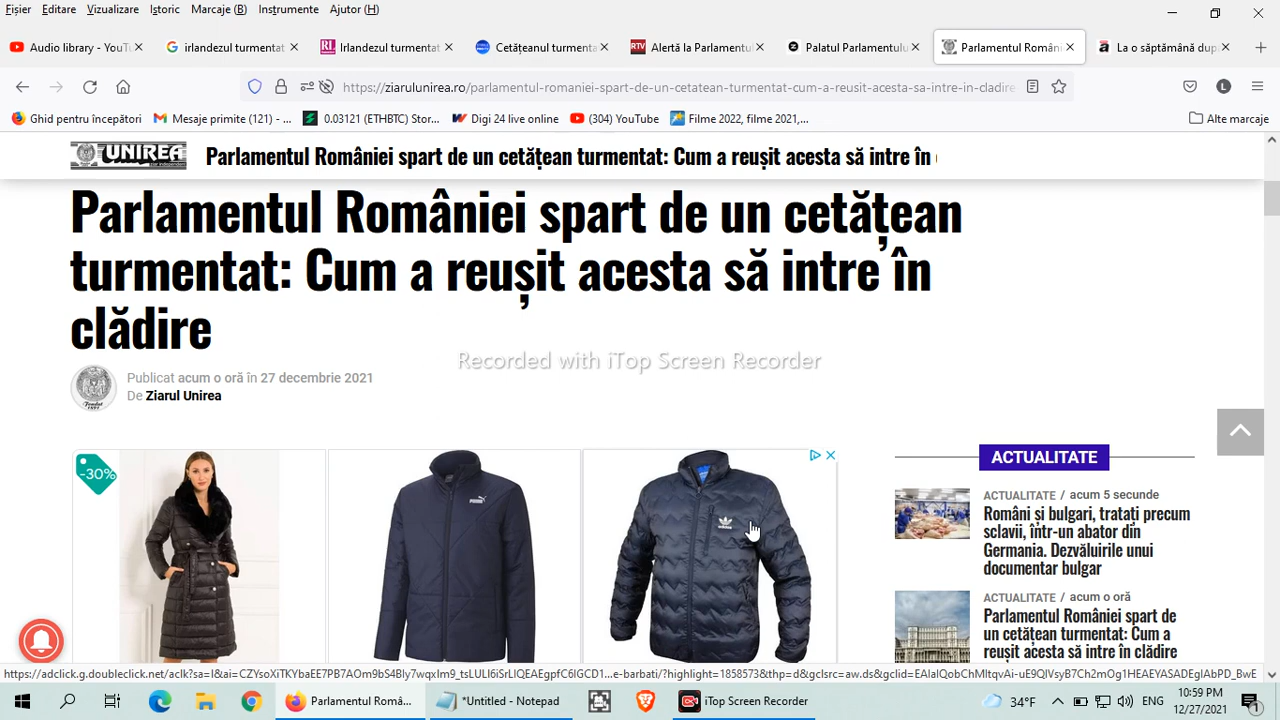 Fișier Editare Vizualizare Istoric Marcaje (B) Instrumente Ajutor (H)
Audio library - YouTu
irlandezul turmentat
Irlandezul turmentat
Cetățeanul turmenta
Alertă la Parlamentu
Palatul Parlamentulu
Parlamentul Români
La o săptămână dup
https://ziarulunirea.ro/parlamentul-romaniei-spart-de-un-cetatean-turmentat-cum-a-reusit-acesta-sa-intre-in-cladire
Ghid pentru începători
Mesaje primite (121) - ...
0.03121 (ETHBTC) Stor...
Digi 24 live online
(304) YouTube
Filme 2022, filme 2021,...
Alte marcaje
UNIREA
Parlamentul României spart de un cetățean turmentat: Cum a reușit acesta să intre în
Parlamentul României spart de un cetățean
turmentat: Cum a reușit acesta să intre în
clădire
Recorded with iTop Screen Recorder
Publicat acum o oră în 27 decembrie 2021
De Ziarul Unirea
-30%
PUMA
ACTUALITATE
ACTUALITATE / acum 5 secunde
Români și bulgari, tratați precum
sclavii, într-un abator din
Germania. Dezvăluirile unui
documentar bulgar
ACTUALITATE / acum o oră
Parlamentul României spart de
un cetățean turmentat: Cum a
reușit acesta să intre în clădire
Parlamentul Româ...
*Untitled - Notepad
iTop Screen Recorder
34°F
ENG
10:59 PM
12/27/2021